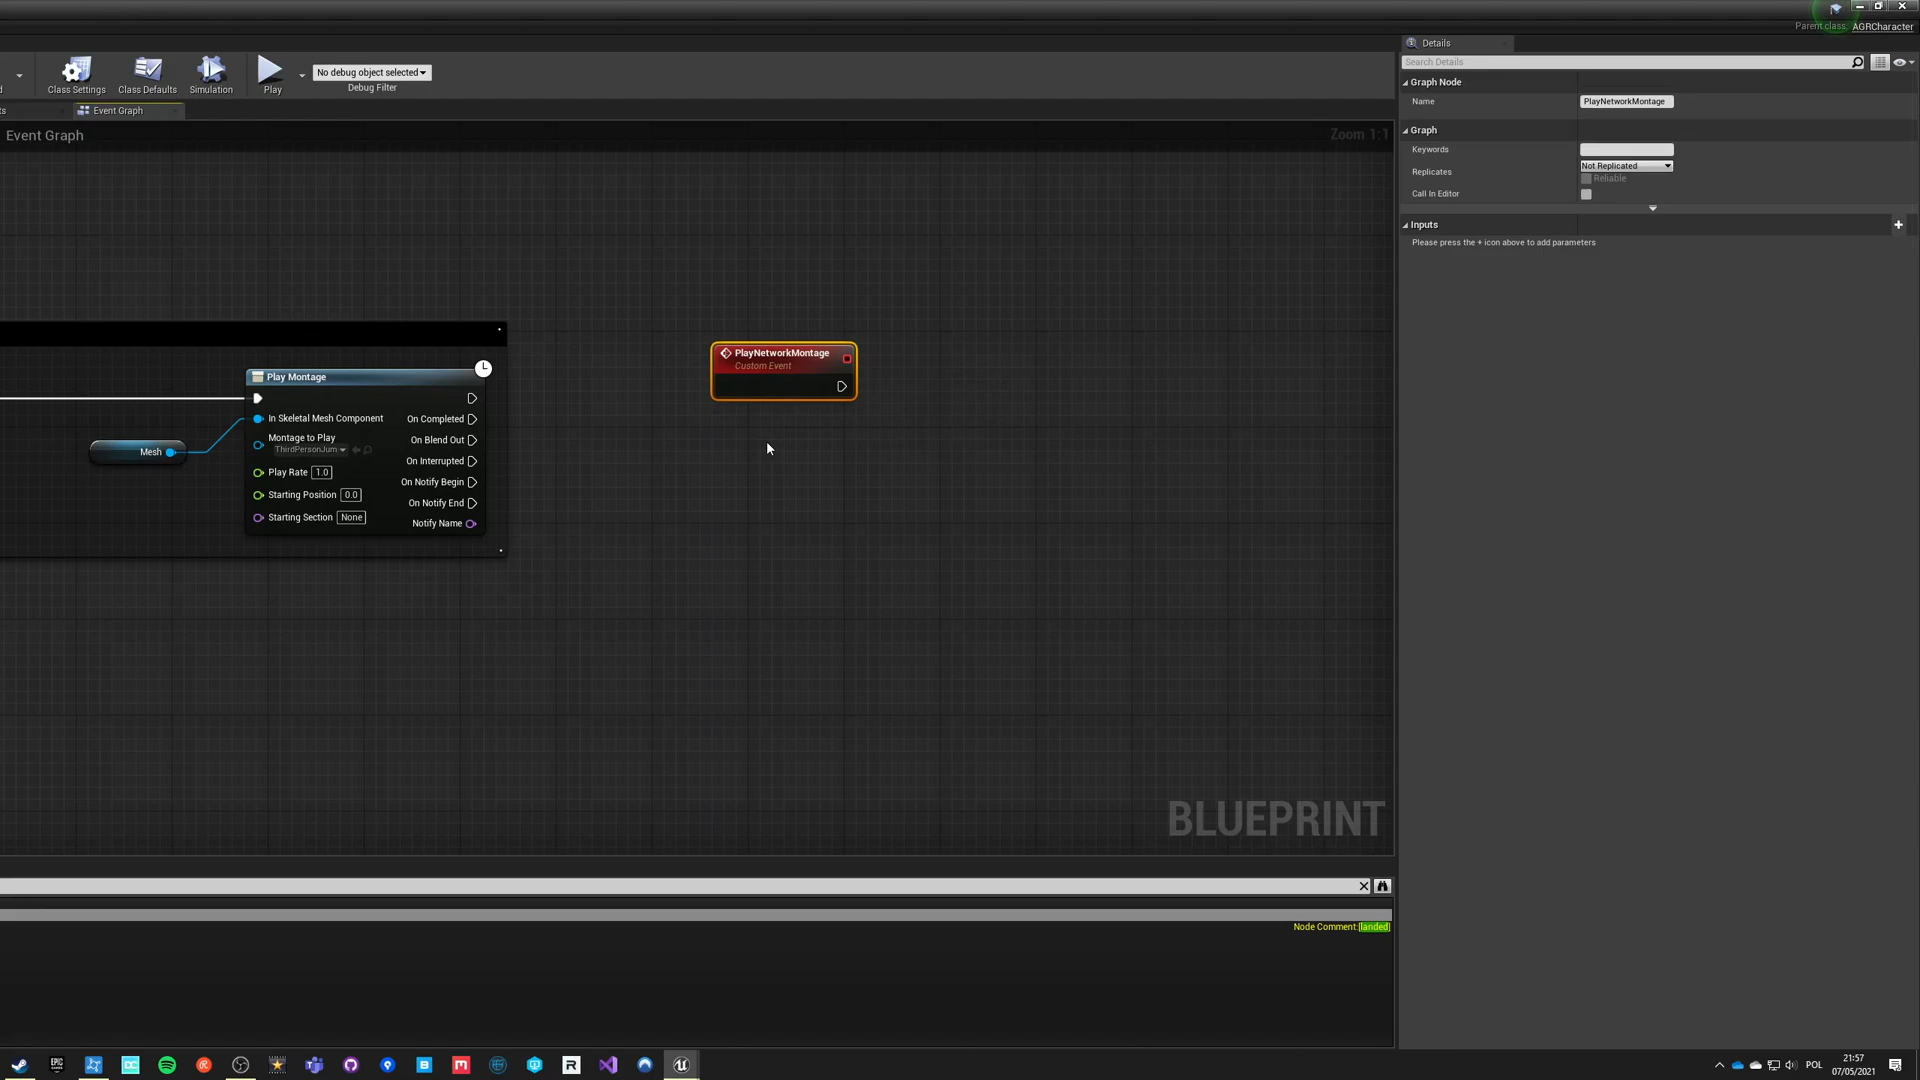 Parent class: AGRCharacter
Class Settings
Class Defaults
Simulation
Play
No debug object selected
Debug Filter
Event Graph
Event Graph
Zoom 1:1
Play Montage
In Skeletal Mesh Component
Montage to Play
ThirdPersonJum
Play Rate 1.0
Starting Position 0.0
Starting Section None
On Completed
On Blend Out
On Interrupted
On Notify Begin
On Notify End
Notify Name
Mesh
PlayNetworkMontage
Custom Event
BLUEPRINT
Node Comment:[landed]
Details
Search Details
Graph Node
Name PlayNetworkMontage
Graph
Keywords
Replicates Not Replicated
Reliable
Call In Editor
Inputs
Please press the + icon above to add parameters
EPIC
CC
B
M
R
POL
21:57
07/05/2021